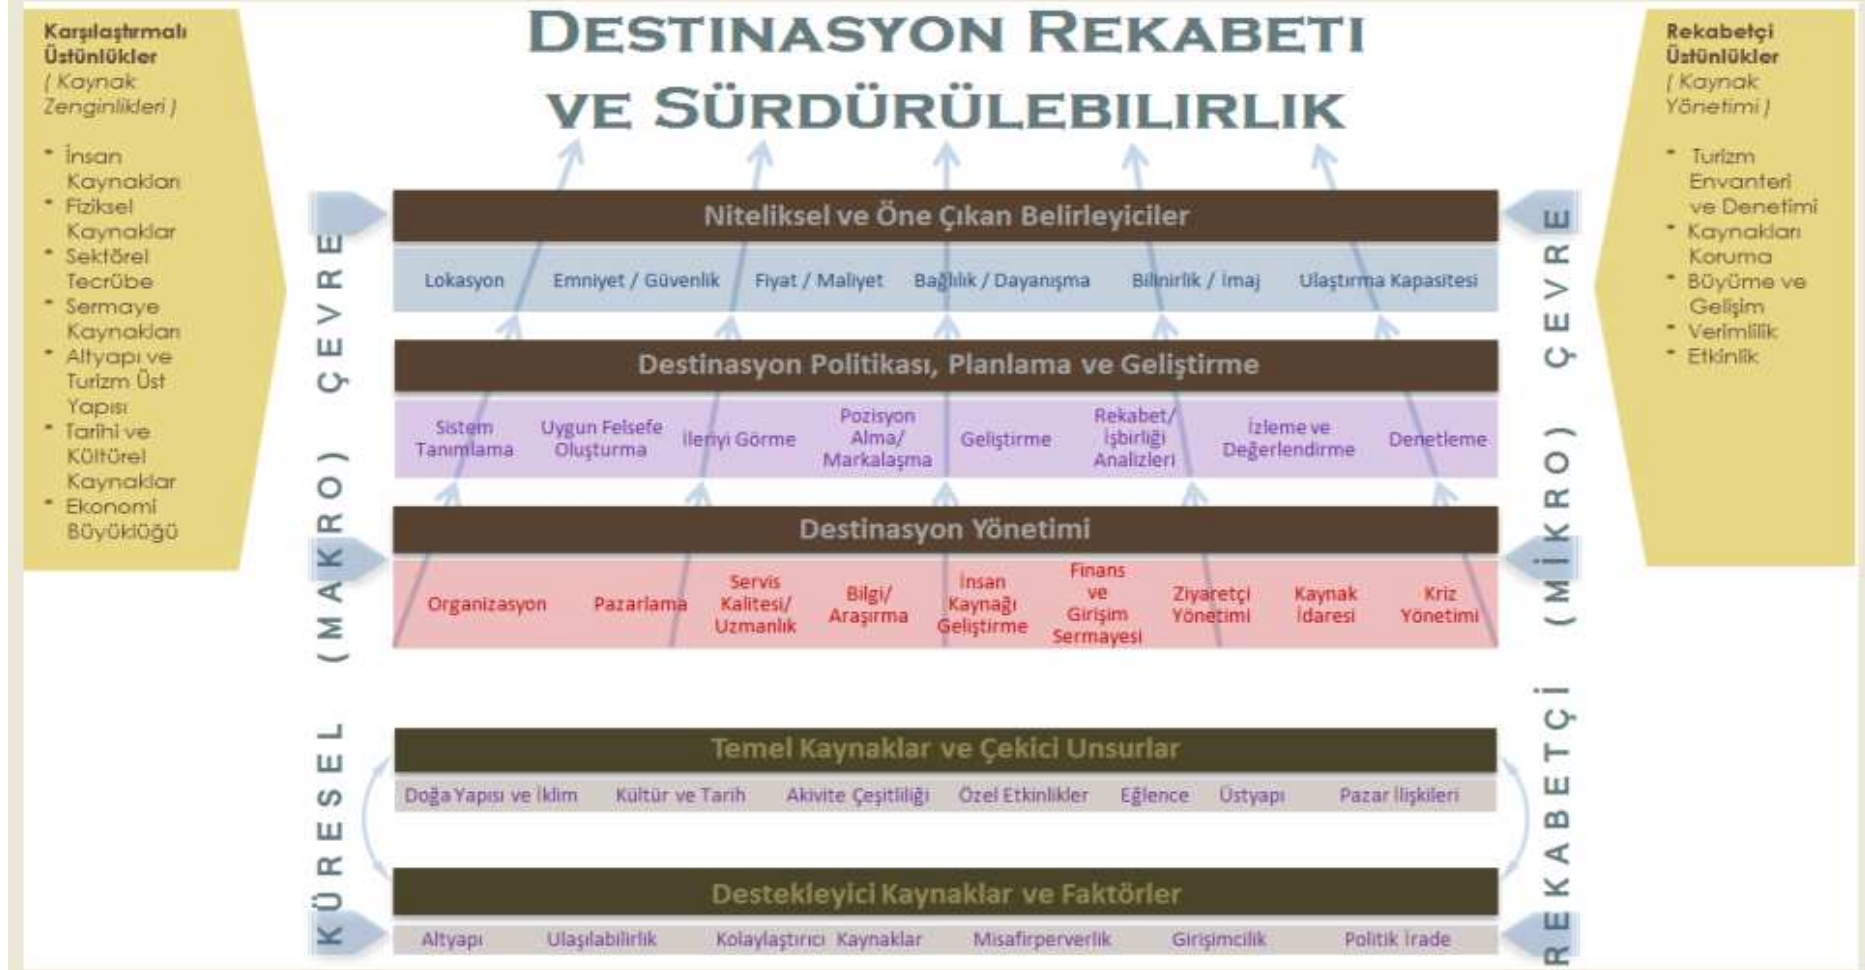 DESTINASYON REKABETI
VE SÜRDÜRÜLEBILIRLIK
Karşılaştırmalı
Üstünlükler
( Kaynak
Zenginlikleri )
* İnsan
Kaynakları
* Fiziksel
Kaynaklar
* Sektörel
Tecrübe
* Sermaye
Kaynakları
* Altyapı ve
Turizm Üst
Yapısı
* Tarihi ve
Kültürel
Kaynaklar
* Ekonomi
Büyüklüğü
KÜRESEL (MAKRO) ÇEVRE
Niteliksel ve Öne Çıkan Belirleyiciler
Lokasyon Emniyet / Güvenlik Fiyat / Maliyet Bağlılık / Dayanışma Bilinirlik / İmaj Ulaştırma Kapasitesi
Destinasyon Politikası, Planlama ve Geliştirme
Sistem
Tanımlama
Uygun Felsefe
Oluşturma
İleriyi Görme
Pozisyon
Alma/
Markalaşma
Geliştirme
Rekabet/
İşbirliği
Analizleri
İzleme ve
Değerlendirme
Denetleme
Destinasyon Yönetimi
Organizasyon
Pazarlama
Servis
Kalitesi/
Uzmanlık
Bilgi/
Araşırma
İnsan
Kaynağı
Geliştirme
Finans
ve
Girişim
Sermayesi
Ziyaretçi
Yönetimi
Kaynak
İdaresi
Kriz
Yönetimi
Temel Kaynaklar ve Çekici Unsurlar
Doğa Yapısı ve İklim Kültür ve Tarih Akivite Çeşitliliği Özel Etkinlikler Eğlence Üstyapı Pazar İlişkileri
Destekleyici Kaynaklar ve Faktörler
Altyapı Ulaşılabilirlik Kolaylaştırıcı Kaynaklar Misafirperverlik Girişimcilik Politik İrade
REKABETÇİ (MİKRO) ÇEVRE
Rekabetçi
Üstünlükler
( Kaynak
Yönetimi )
* Turizm
Envanteri
ve Denetimi
* Kaynakları
Koruma
* Büyüme ve
Gelişim
* Verimlilik
* Etkinlik